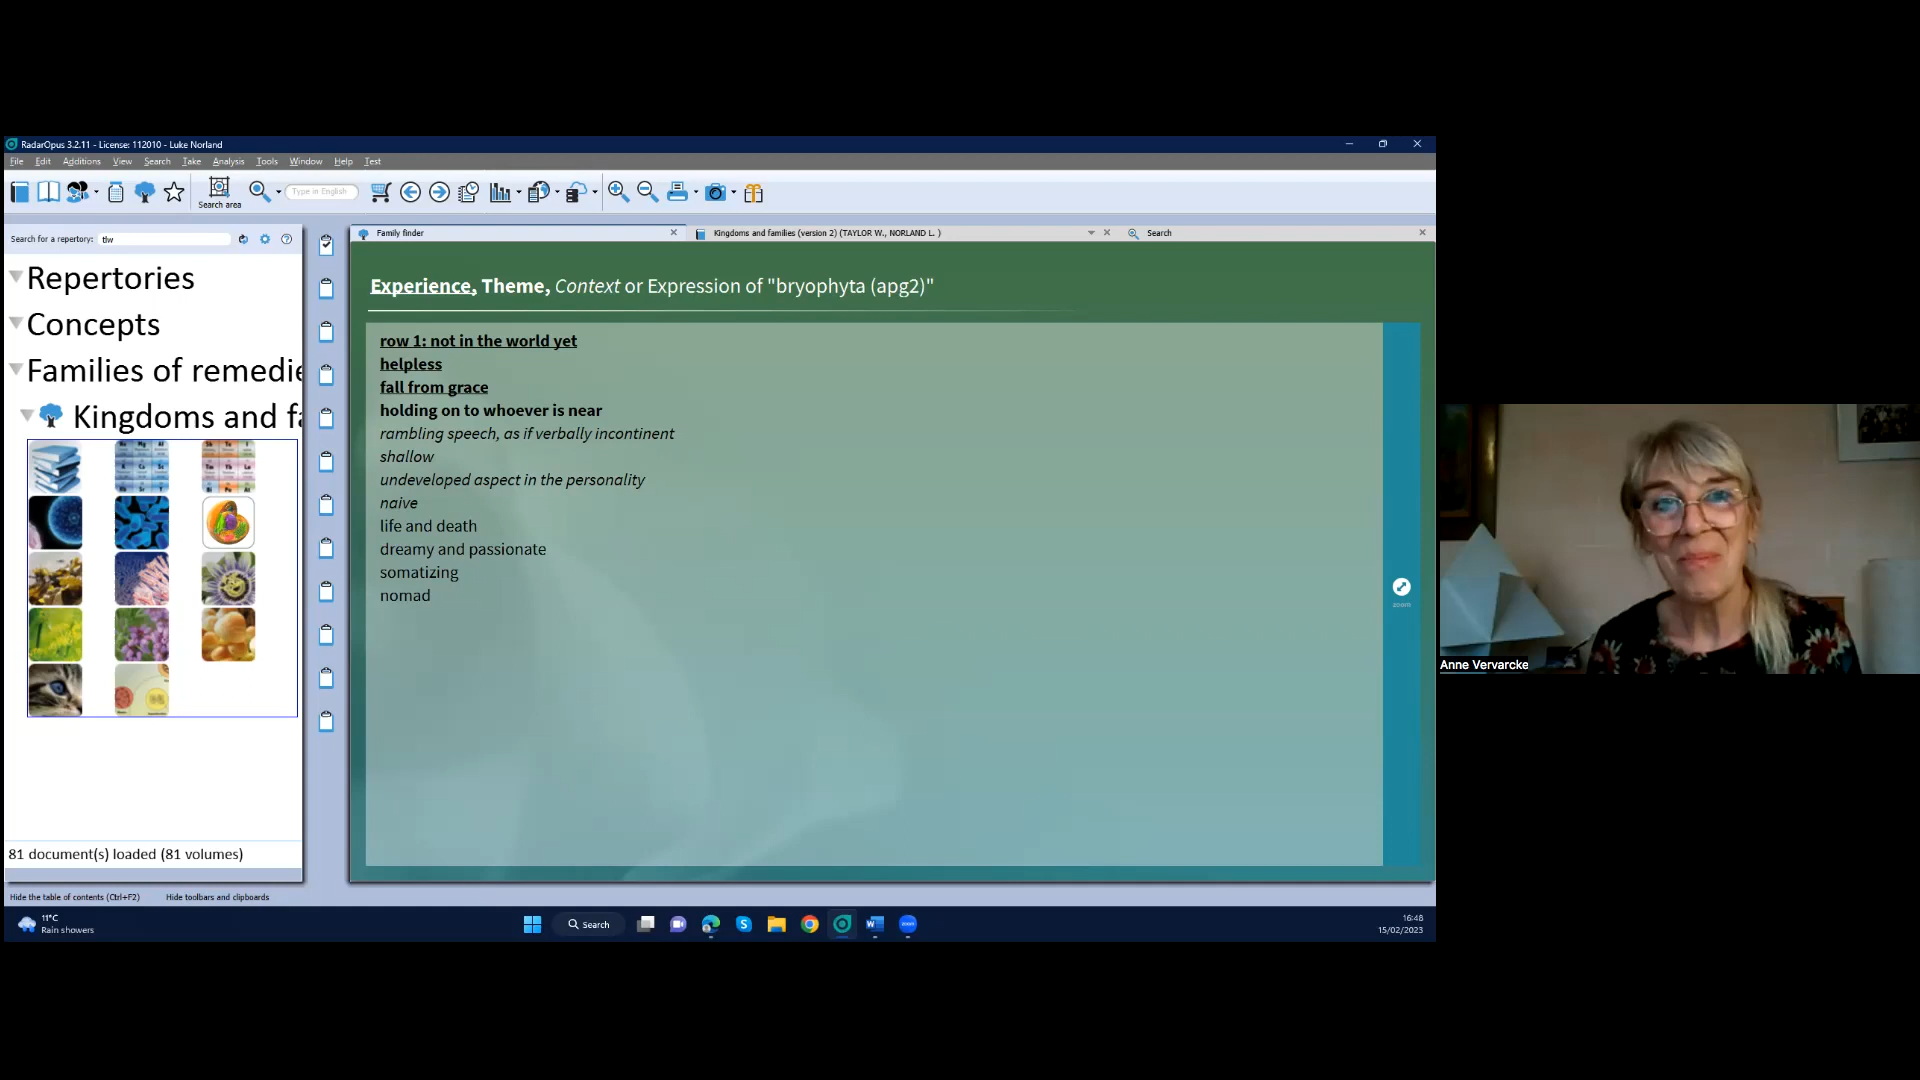 RadarOpus 3.2.11 - License: 112010 - Luke Norland
File Edit Additions View Search Take Analysis Tools Window Help Test
Type in English
Search area
Search for a repertory: tlw
Family finder
Kingdoms and families (version 2) (TAYLOR W., NORLAND L. )
Search
Repertories
Concepts
Families of remedie
Kingdoms and fa
Experience, Theme, Context or Expression of "bryophyta (apg2)"
row 1: not in the world yet
helpless
fall from grace
holding on to whoever is near
rambling speech, as if verbally incontinent
shallow
undeveloped aspect in the personality
naive
life and death
dreamy and passionate
somatizing
nomad
zoom
Anne Vervarcke
81 document(s) loaded (81 volumes)
Hide the table of contents (Ctrl+F2) Hide toolbars and clipboards
11°C
Rain showers
Search
16:48
15/02/2023